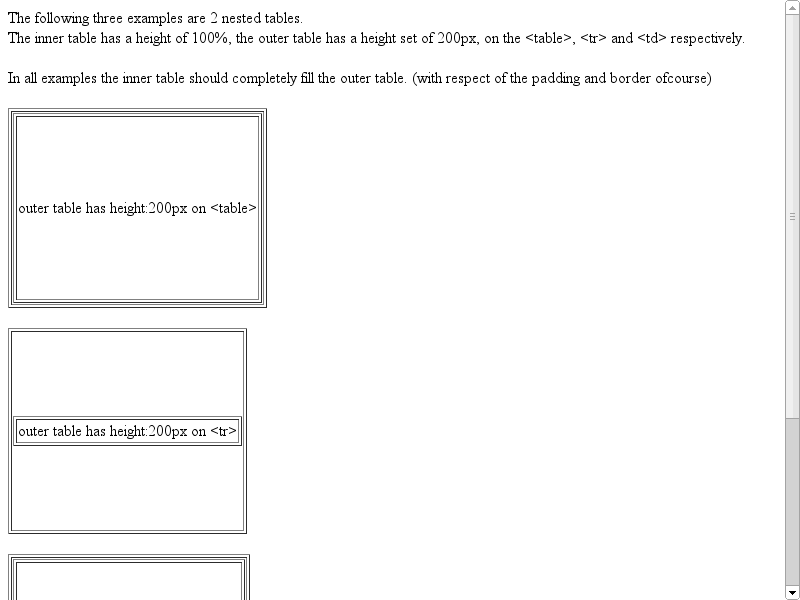 The following three examples are 2 nested tables.
The inner table has a height of 100%, the outer table has a height set of 200px, on the <table>, <tr> and <td> respectively.
In all examples the inner table should completely fill the outer table. (with respect of the padding and border ofcourse)
outer table has height:200px on <table>
outer table has height:200px on <tr>